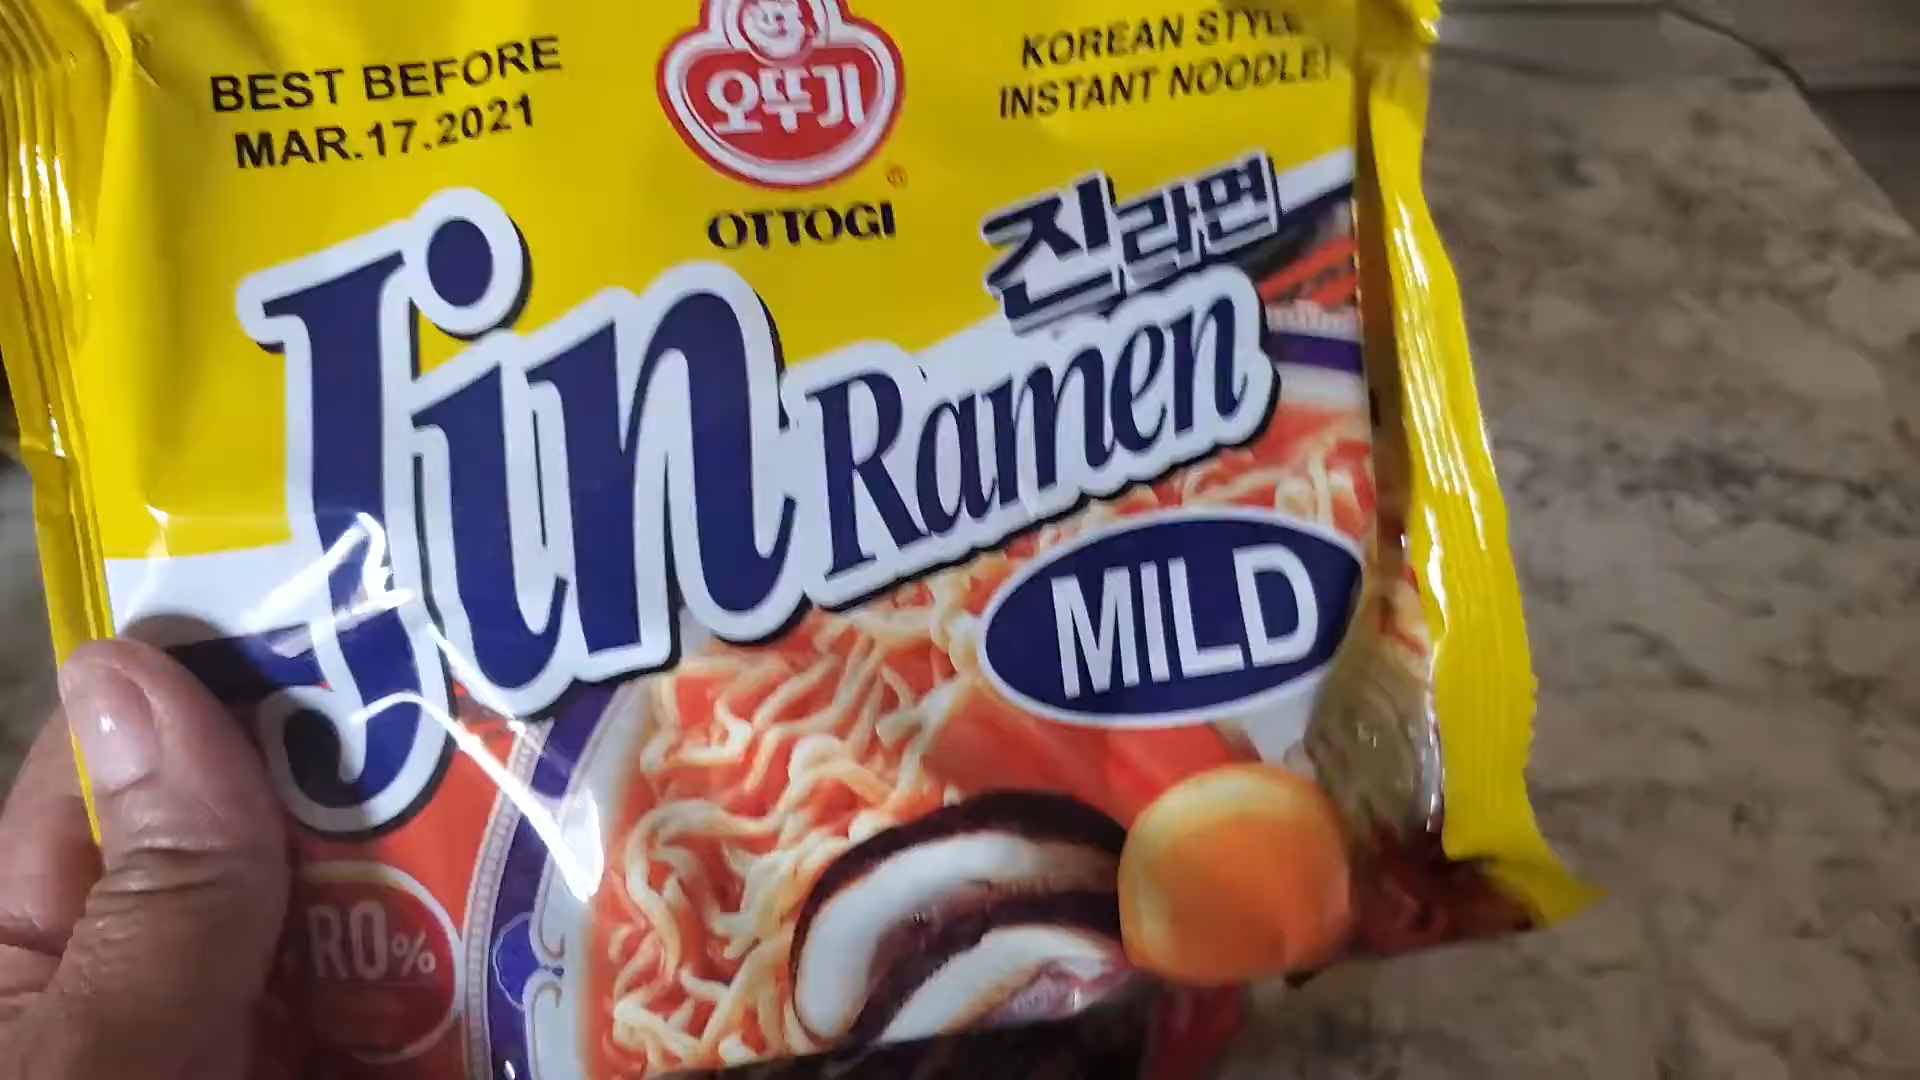 BEST BEFORE
MAR.17.2021
오뚜기
®
OTTOGI
KOREAN STYLE
INSTANT NOODLE
진라면
Jin Ramen
MILD
RO%